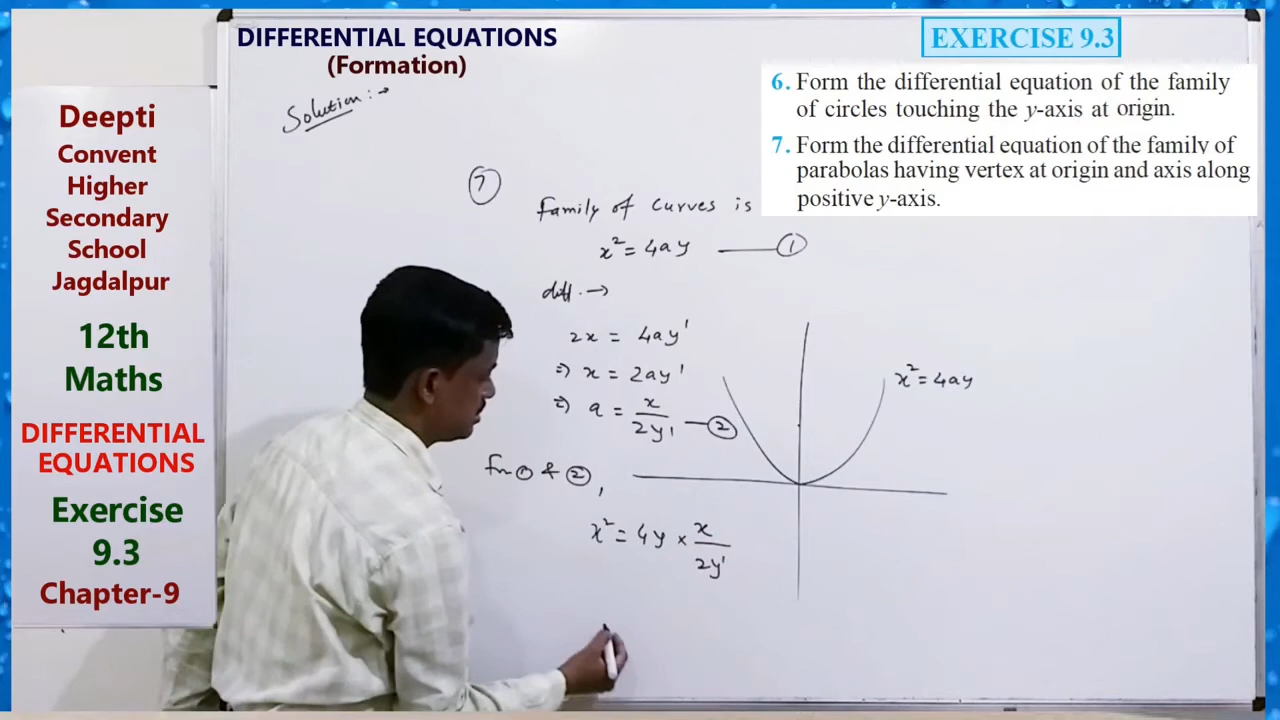 DIFFERENTIAL EQUATIONS
(Formation)
EXERCISE 9.3
6. Form the differential equation of the family
of circles touching the y-axis at origin.
7. Form the differential equation of the family of
parabolas having vertex at origin and axis along
positive y-axis.
Deepti
Convent
Higher
Secondary
School
Jagdalpur
12th
Maths
DIFFERENTIAL
EQUATIONS
Exercise
9.3
Chapter-9
Solution :→
⑦
Family of curves is
x² = 4ay —— ①
diff. →
2x = 4ay'
⇒ x = 2ay'
⇒ a = x/2y' — ②
fm ① & ②,
x² = 4y × x/2y'
x² = 4ay